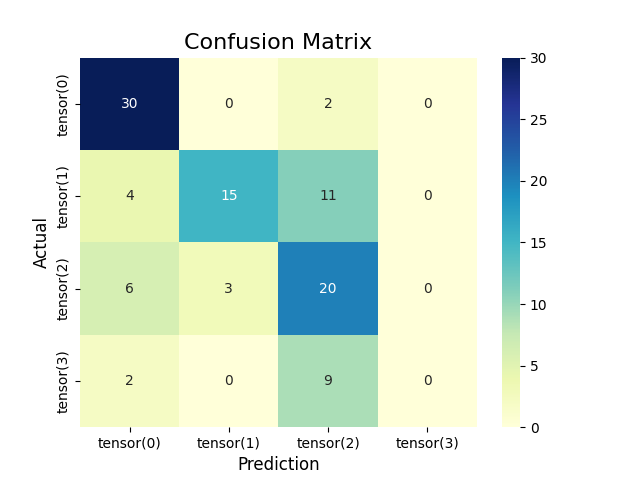 Confusion Matrix
Actual
tensor(0) 30 0 2 0
tensor(1) 4 15 11 0
tensor(2) 6 3 20 0
tensor(3) 2 0 9 0
tensor(0) tensor(1) tensor(2) tensor(3)
Prediction
30
25
20
15
10
5
0